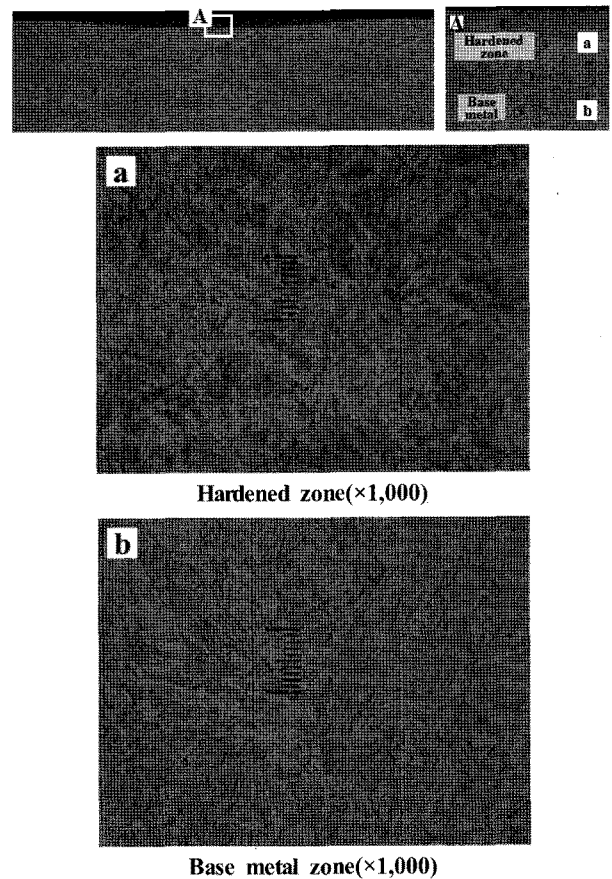 A
A
Hardened
zone
a
Base
metal
b
a
Hardened zone(×1,000)
b
Base metal zone(×1,000)